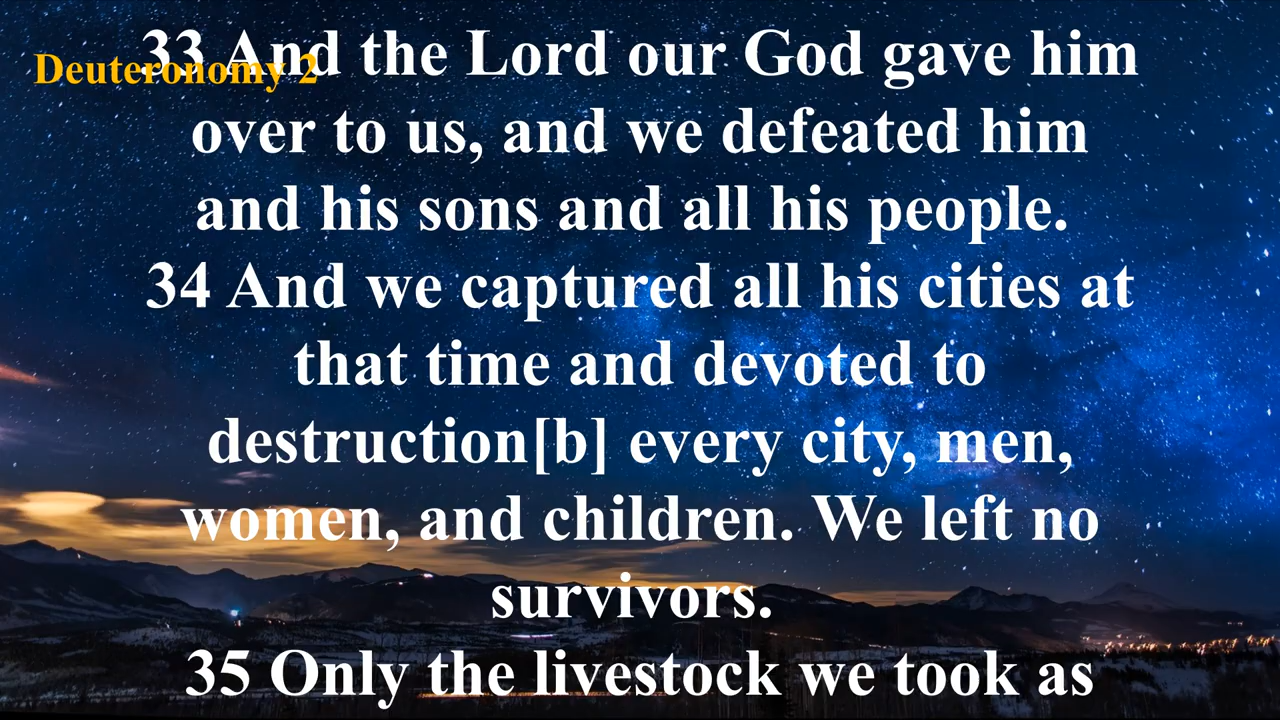 33 And the Lord our God gave him
Deuteronomy 2
over to us, and we defeated him
and his sons and all his people.
34 And we captured all his cities at
that time and devoted to
destruction[b] every city, men,
women, and children. We left no
survivors.
35 Only the livestock we took as